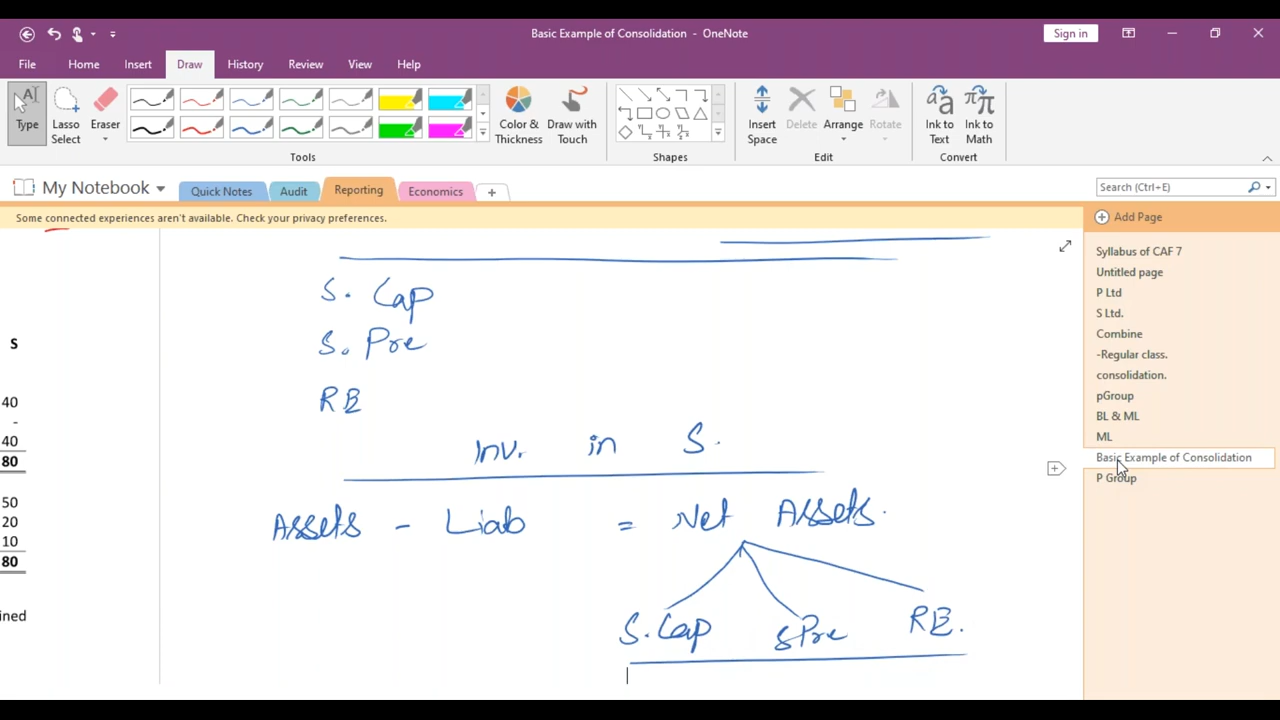 Basic Example of Consolidation - OneNote
Sign in
File Home Insert Draw History Review View Help
Type
Lasso Select
Eraser
Color & Thickness
Draw with Touch
Insert Space
Delete
Arrange
Rotate
Ink to Text
Ink to Math
Tools
Shapes
Edit
Convert
My Notebook
Quick Notes
Audit
Reporting
Economics
Search (Ctrl+E)
Some connected experiences aren't available. Check your privacy preferences.
Add Page
Syllabus of CAF 7
Untitled page
P Ltd
S Ltd.
Combine
-Regular class.
consolidation.
pGroup
BL & ML
ML
Basic Example of Consolidation
P Group
S
40
-
40
80
50
20
10
80
ined
S. Cap
S. Pre
RE
Inv. in S.
Assets - Liab = Net Assets.
S. Cap SPre RE.